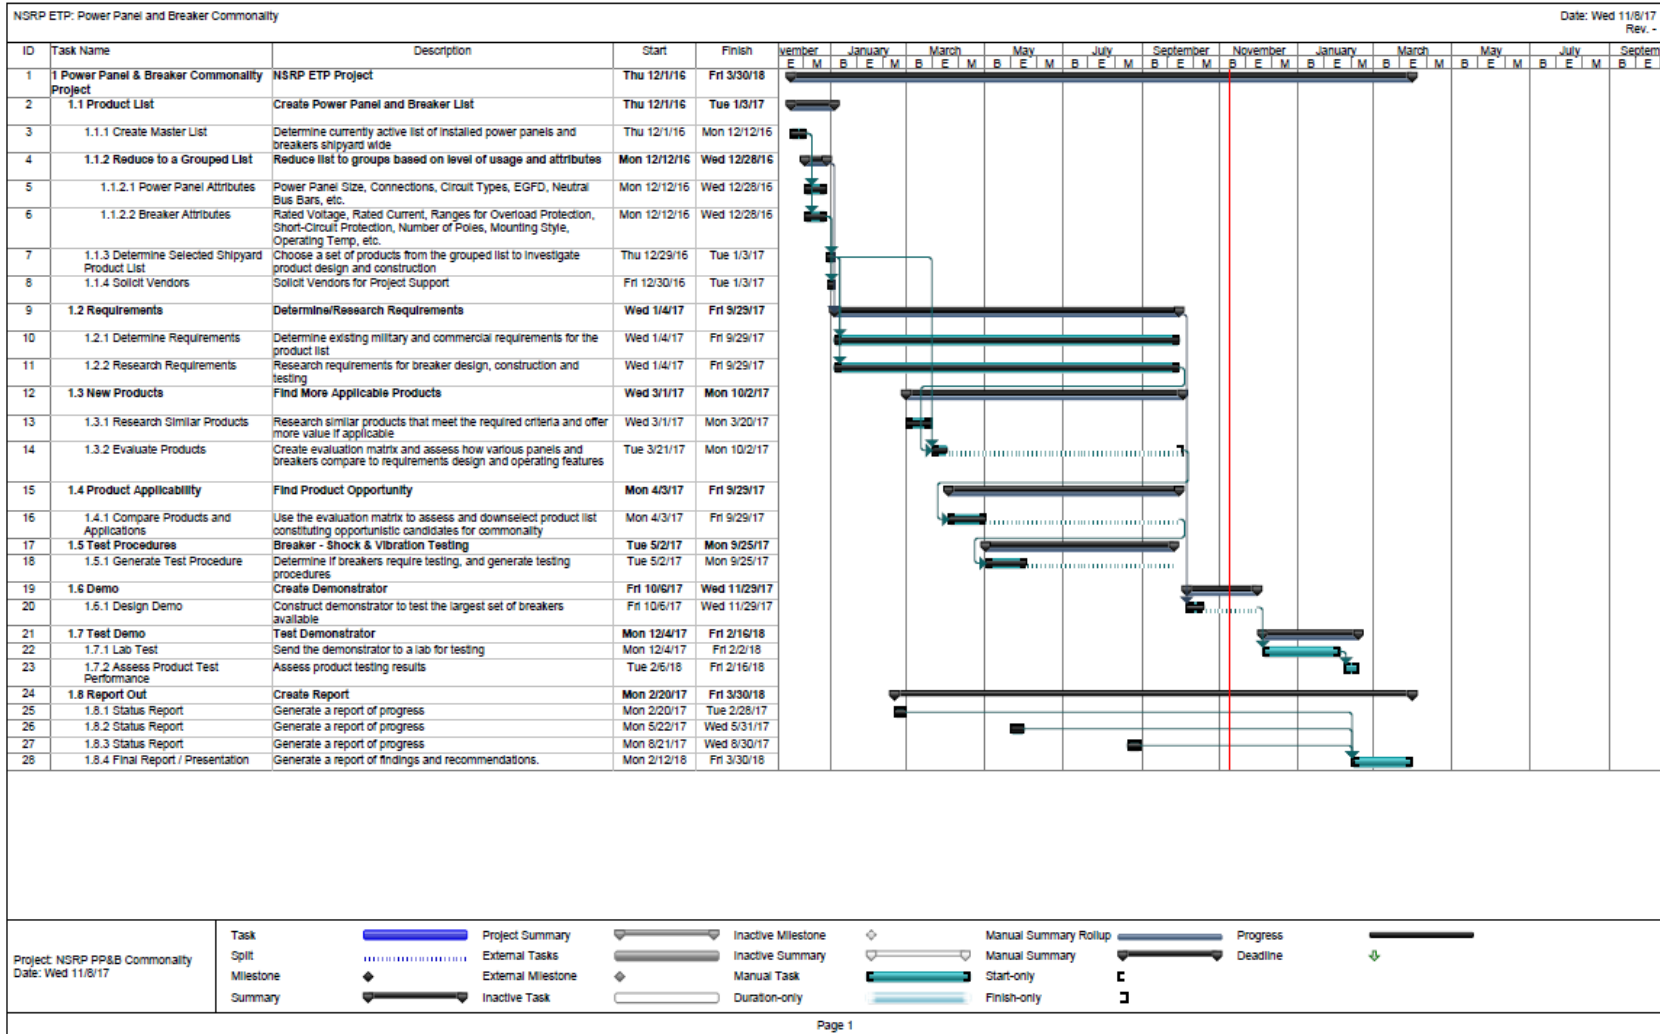 NSRP ETP: Power Panel and Breaker Commonality
Date: Wed 11/8/17
Rev. -
ID Task Name Description Start Finish vember January March May July September November January March May July Septem
E M B E M B E M B E M B E M B E M B E M B E M B E M B E M B E M B E
1 1 Power Panel & Breaker Commonality NSRP ETP Project Thu 12/1/16 Fri 3/30/18
Project
2 1.1 Product List Create Power Panel and Breaker List Thu 12/1/16 Tue 1/3/17
3 1.1.1 Create Master List Determine currently active list of installed power panels and Thu 12/1/16 Mon 12/12/16
breakers shipyard wide
4 1.1.2 Reduce to a Grouped List Reduce list to groups based on level of usage and attributes Mon 12/12/16 Wed 12/28/16
5 1.1.2.1 Power Panel Attributes Power Panel Size, Connections, Circuit Types, EGFD, Neutral Mon 12/12/16 Wed 12/28/16
Bus Bars, etc.
6 1.1.2.2 Breaker Attributes Rated Voltage, Rated Current, Ranges for Overload Protection, Mon 12/12/16 Wed 12/28/16
Short-Circuit Protection, Number of Poles, Mounting Style,
Operating Temp, etc.
7 1.1.3 Determine Selected Shipyard Choose a set of products from the grouped list to investigate Thu 12/29/16 Tue 1/3/17
Product List product design and construction
8 1.1.4 Solicit Vendors Solicit Vendors for Project Support Fri 12/30/16 Tue 1/3/17
9 1.2 Requirements Determine/Research Requirements Wed 1/4/17 Fri 9/29/17
10 1.2.1 Determine Requirements Determine existing military and commercial requirements for the Wed 1/4/17 Fri 9/29/17
product list
11 1.2.2 Research Requirements Research requirements for breaker design, construction and Wed 1/4/17 Fri 9/29/17
testing
12 1.3 New Products Find More Applicable Products Wed 3/1/17 Mon 10/2/17
13 1.3.1 Research Similar Products Research similar products that meet the required criteria and offer Wed 3/1/17 Mon 3/20/17
more value if applicable
14 1.3.2 Evaluate Products Create evaluation matrix and assess how various panels and Tue 3/21/17 Mon 10/2/17
breakers compare to requirements design and operating features
15 1.4 Product Applicability Find Product Opportunity Mon 4/3/17 Fri 9/29/17
16 1.4.1 Compare Products and Use the evaluation matrix to assess and downselect product list Mon 4/3/17 Fri 9/29/17
Applications constituting opportunistic candidates for commonality
17 1.5 Test Procedures Breaker - Shock & Vibration Testing Tue 5/2/17 Mon 9/25/17
18 1.5.1 Generate Test Procedure Determine if breakers require testing, and generate testing Tue 5/2/17 Mon 9/25/17
procedures
19 1.6 Demo Create Demonstrator Fri 10/6/17 Wed 11/29/17
20 1.6.1 Design Demo Construct demonstrator to test the largest set of breakers Fri 10/6/17 Wed 11/29/17
available
21 1.7 Test Demo Test Demonstrator Mon 12/4/17 Fri 2/16/18
22 1.7.1 Lab Test Send the demonstrator to a lab for testing Mon 12/4/17 Fri 2/2/18
23 1.7.2 Assess Product Test Assess product testing results Tue 2/6/18 Fri 2/16/18
Performance
24 1.8 Report Out Create Report Mon 2/20/17 Fri 3/30/18
25 1.8.1 Status Report Generate a report of progress Mon 2/20/17 Tue 2/28/17
26 1.8.2 Status Report Generate a report of progress Mon 5/22/17 Wed 5/31/17
27 1.8.3 Status Report Generate a report of progress Mon 8/21/17 Wed 8/30/17
28 1.8.4 Final Report / Presentation Generate a report of findings and recommendations. Mon 2/12/18 Fri 3/30/18
Project: NSRP PP&B Commonality
Date: Wed 11/8/17
Task Project Summary Inactive Milestone Manual Summary Rollup Progress
Split External Tasks Inactive Summary Manual Summary Deadline
Milestone External Milestone Manual Task Start-only
Summary Inactive Task Duration-only Finish-only
Page 1